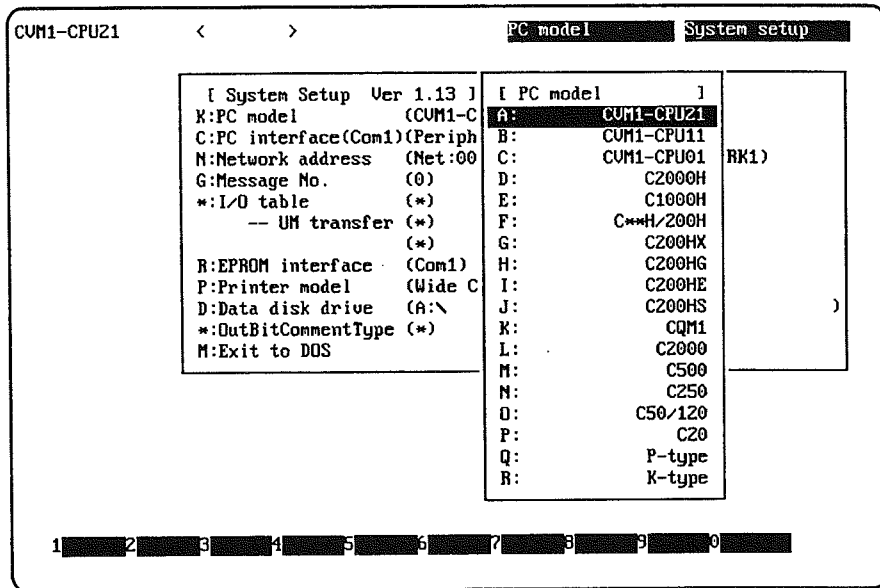 CVM1-CPU21 < > PC model System setup
[ System Setup Ver 1.13 ]
K:PC model (CVM1-C
C:PC interface(Com1)(Periph
N:Network address (Net:00 RK1)
G:Message No. (0)
*:I/O table (*)
-- UM transfer (*)
(*)
R:EPROM interface (Com1)
P:Printer model (Wide C
D:Data disk drive (A:\ )
*:OutBitCommentType (*)
M:Exit to DOS
[ PC model ]
A: CVM1-CPU21
B: CVM1-CPU11
C: CVM1-CPU01
D: C2000H
E: C1000H
F: C**H/200H
G: C200HX
H: C200HG
I: C200HE
J: C200HS
K: CQM1
L: C2000
M: C500
N: C250
O: C50/120
P: C20
Q: P-type
R: K-type
1 2 3 4 5 6 7 8 9 0